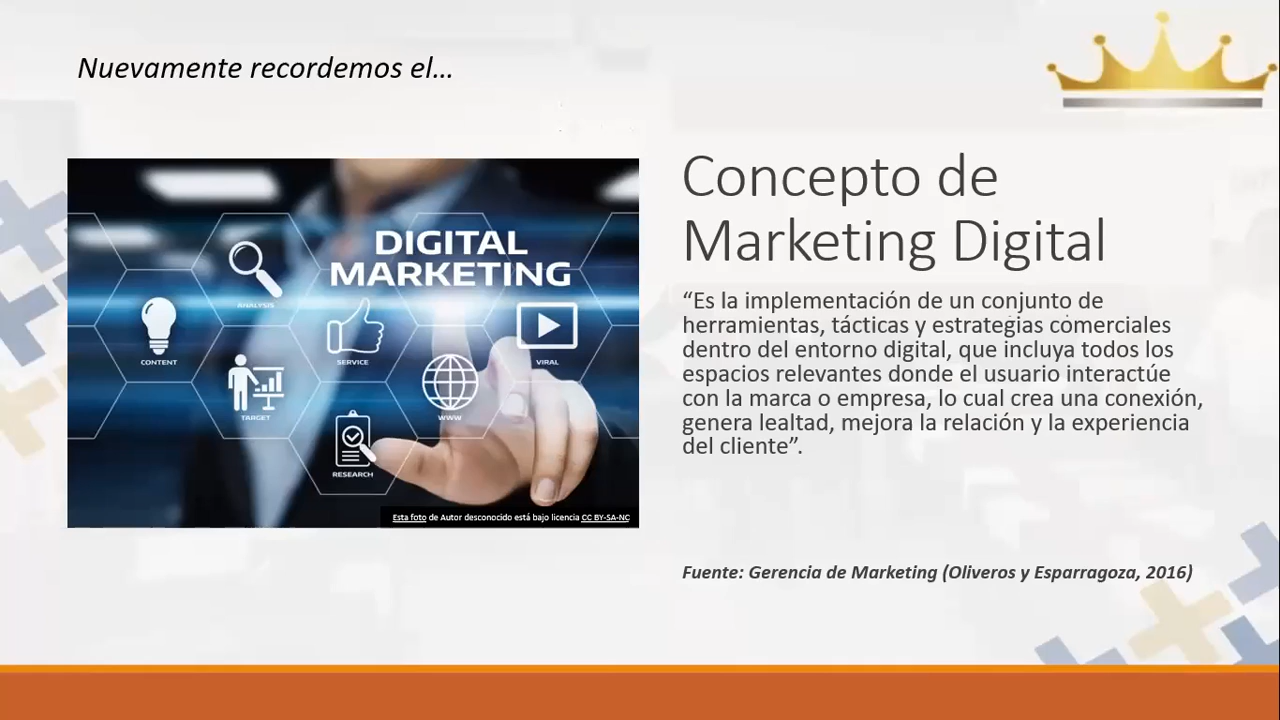 Nuevamente recordemos el...
DIGITAL
MARKETING
ANALYSIS
CONTENT
SERVICE
VIRAL
TARGET
WWW
RESEARCH
Esta foto de Autor desconocido está bajo licencia CC BY-SA-NC
Concepto de
Marketing Digital
“Es la implementación de un conjunto de
herramientas, tácticas y estrategias comerciales
dentro del entorno digital, que incluya todos los
espacios relevantes donde el usuario interactúe
con la marca o empresa, lo cual crea una conexión,
genera lealtad, mejora la relación y la experiencia
del cliente”.
Fuente: Gerencia de Marketing (Oliveros y Esparragoza, 2016)